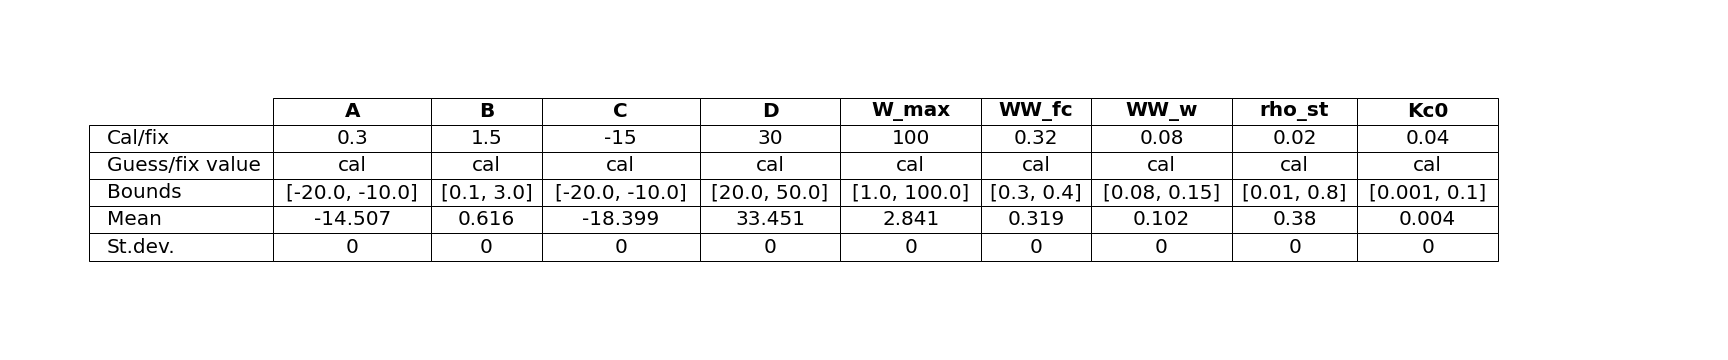 A B C D W_max WW_fc WW_w rho_st Kc0
Cal/fix 0.3 1.5 -15 30 100 0.32 0.08 0.02 0.04
Guess/fix value cal cal cal cal cal cal cal cal cal
Bounds [-20.0, -10.0] [0.1, 3.0] [-20.0, -10.0] [20.0, 50.0] [1.0, 100.0] [0.3, 0.4] [0.08, 0.15] [0.01, 0.8] [0.001, 0.1]
Mean -14.507 0.616 -18.399 33.451 2.841 0.319 0.102 0.38 0.004
St.dev. 0 0 0 0 0 0 0 0 0